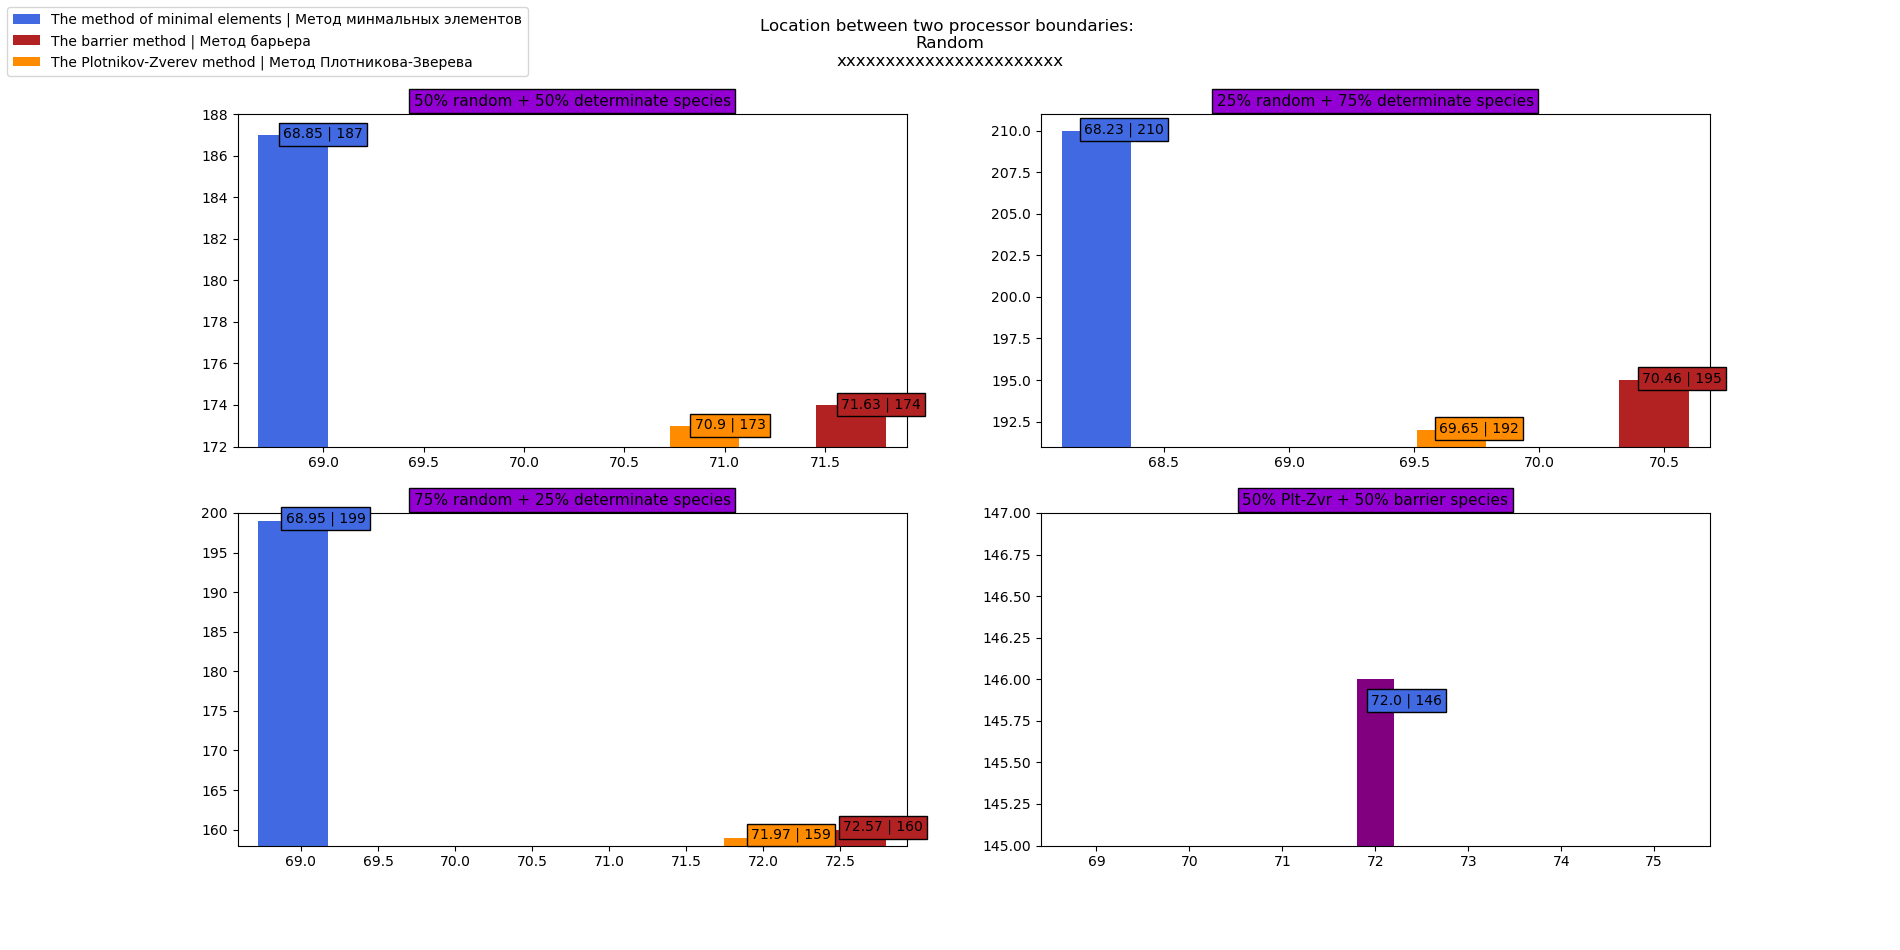 The method of minimal elements | Метод минмальных элементов
The barrier method | Метод барьера
The Plotnikov-Zverev method | Метод Плотникова-Зверева
Location between two processor boundaries:
Random
xxxxxxxxxxxxxxxxxxxxxxx
50% random + 50% determinate species
188
186
184
182
180
178
176
174
172
68.85 | 187
70.9 | 173
71.63 | 174
69.0 69.5 70.0 70.5 71.0 71.5
25% random + 75% determinate species
210.0
207.5
205.0
202.5
200.0
197.5
195.0
192.5
68.23 | 210
69.65 | 192
70.46 | 195
68.5 69.0 69.5 70.0 70.5
75% random + 25% determinate species
200
195
190
185
180
175
170
165
160
68.95 | 199
71.97 | 159
72.57 | 160
69.0 69.5 70.0 70.5 71.0 71.5 72.0 72.5
50% Plt-Zvr + 50% barrier species
147.00
146.75
146.50
146.25
146.00
145.75
145.50
145.25
145.00
72.0 | 146
69 70 71 72 73 74 75